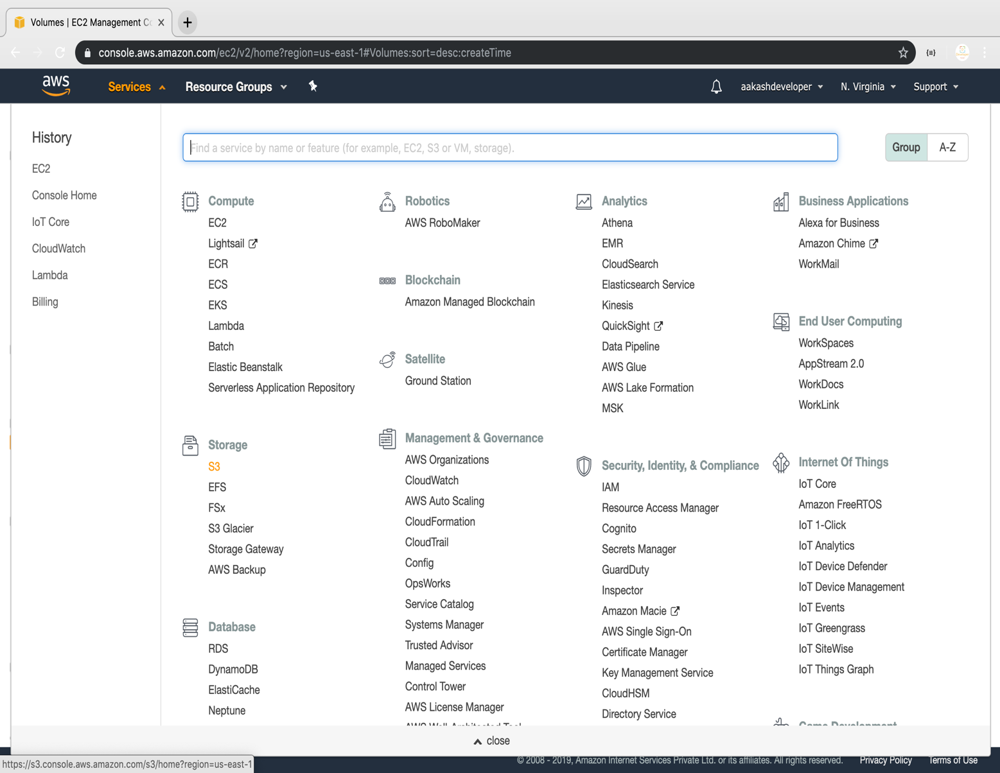 Volumes | EC2 Management Co
console.aws.amazon.com/ec2/v2/home?region=us-east-1#Volumes:sort=desc:createTime
aws
Services
Resource Groups
aakashdeveloper
N. Virginia
Support
History
EC2
Console Home
IoT Core
CloudWatch
Lambda
Billing
Find a service by name or feature (for example, EC2, S3 or VM, storage).
Group
A-Z
Compute
EC2
Lightsail
ECR
ECS
EKS
Lambda
Batch
Elastic Beanstalk
Serverless Application Repository
Storage
S3
EFS
FSx
S3 Glacier
Storage Gateway
AWS Backup
Database
RDS
DynamoDB
ElastiCache
Neptune
Robotics
AWS RoboMaker
Blockchain
Amazon Managed Blockchain
Satellite
Ground Station
Management & Governance
AWS Organizations
CloudWatch
AWS Auto Scaling
CloudFormation
CloudTrail
Config
OpsWorks
Service Catalog
Systems Manager
Trusted Advisor
Managed Services
Control Tower
AWS License Manager
AWS Well-Architected Tool
Analytics
Athena
EMR
CloudSearch
Elasticsearch Service
Kinesis
QuickSight
Data Pipeline
AWS Glue
AWS Lake Formation
MSK
Security, Identity, & Compliance
IAM
Resource Access Manager
Cognito
Secrets Manager
GuardDuty
Inspector
Amazon Macie
AWS Single Sign-On
Certificate Manager
Key Management Service
CloudHSM
Directory Service
Business Applications
Alexa for Business
Amazon Chime
WorkMail
End User Computing
WorkSpaces
AppStream 2.0
WorkDocs
WorkLink
Internet Of Things
IoT Core
Amazon FreeRTOS
IoT 1-Click
IoT Analytics
IoT Device Defender
IoT Device Management
IoT Events
IoT Greengrass
IoT SiteWise
IoT Things Graph
Game Development
close
https://s3.console.aws.amazon.com/s3/home?region=us-east-1
© 2008 - 2019, Amazon Internet Services Private Ltd. or its affiliates. All rights reserved.
Privacy Policy
Terms of Use